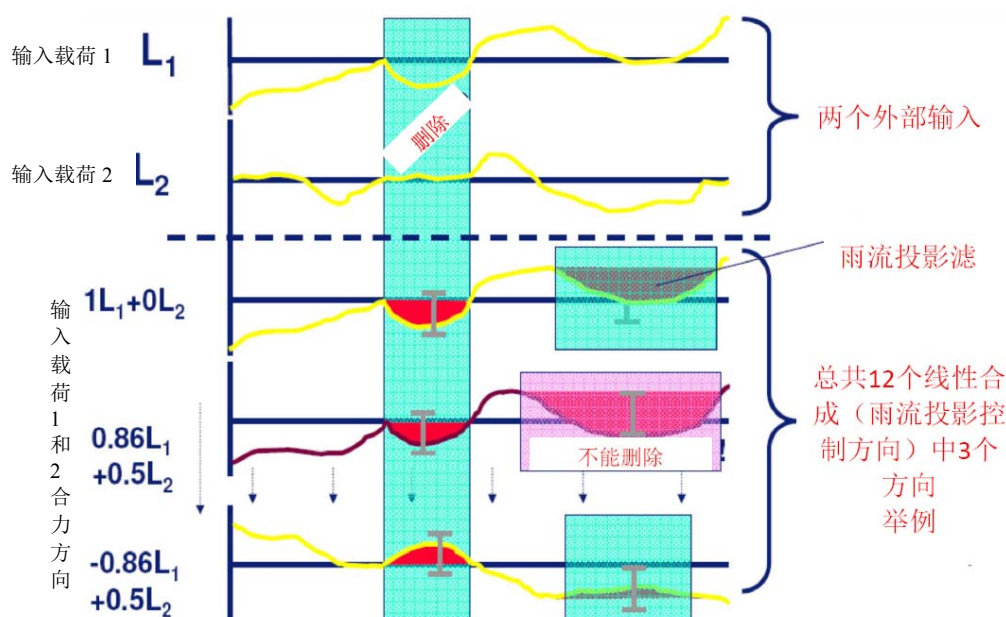 输入载荷 1
L1
删除
两个外部输入
输入载荷 2
L2
雨流投影滤
1L1+0L2
输入载荷1和2合力方向
不能删除
!
0.86L1
+0.5L2
总共12个线性合
成（雨流投影控
制方向）中3个
方向
举例
-0.86L1
+0.5L2